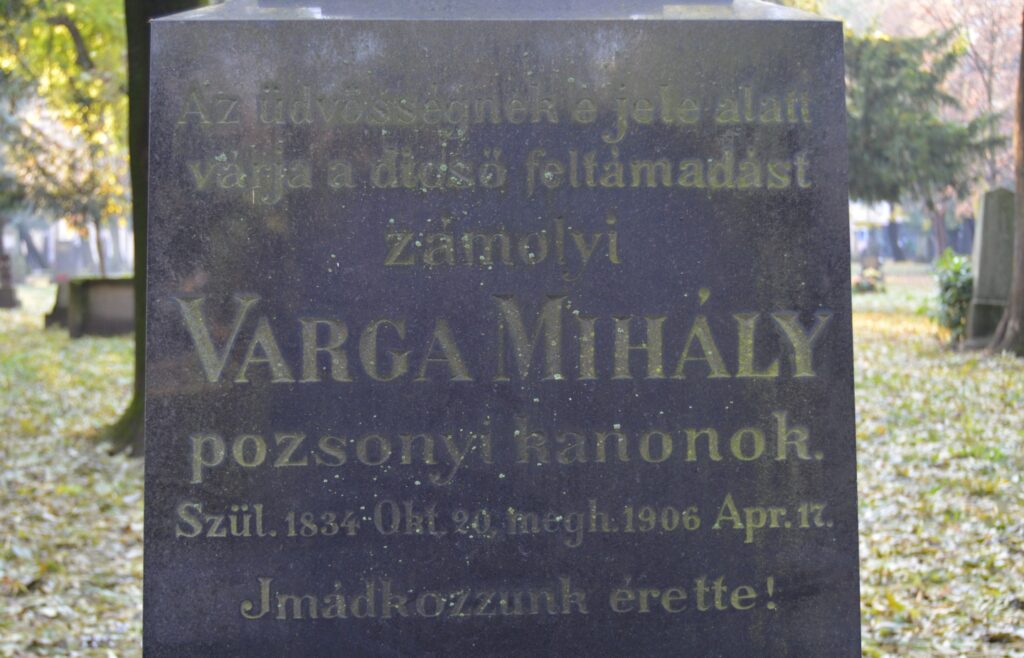 Az üdvösségnek e jele alatt
várja a dicső feltámadást
zámolyi
VARGA MIHÁLY
pozsonyi kanonok.
Szül. 1834 Okt. 20, megh. 1906 Apr. 17.
Jmádkozzunk érette!